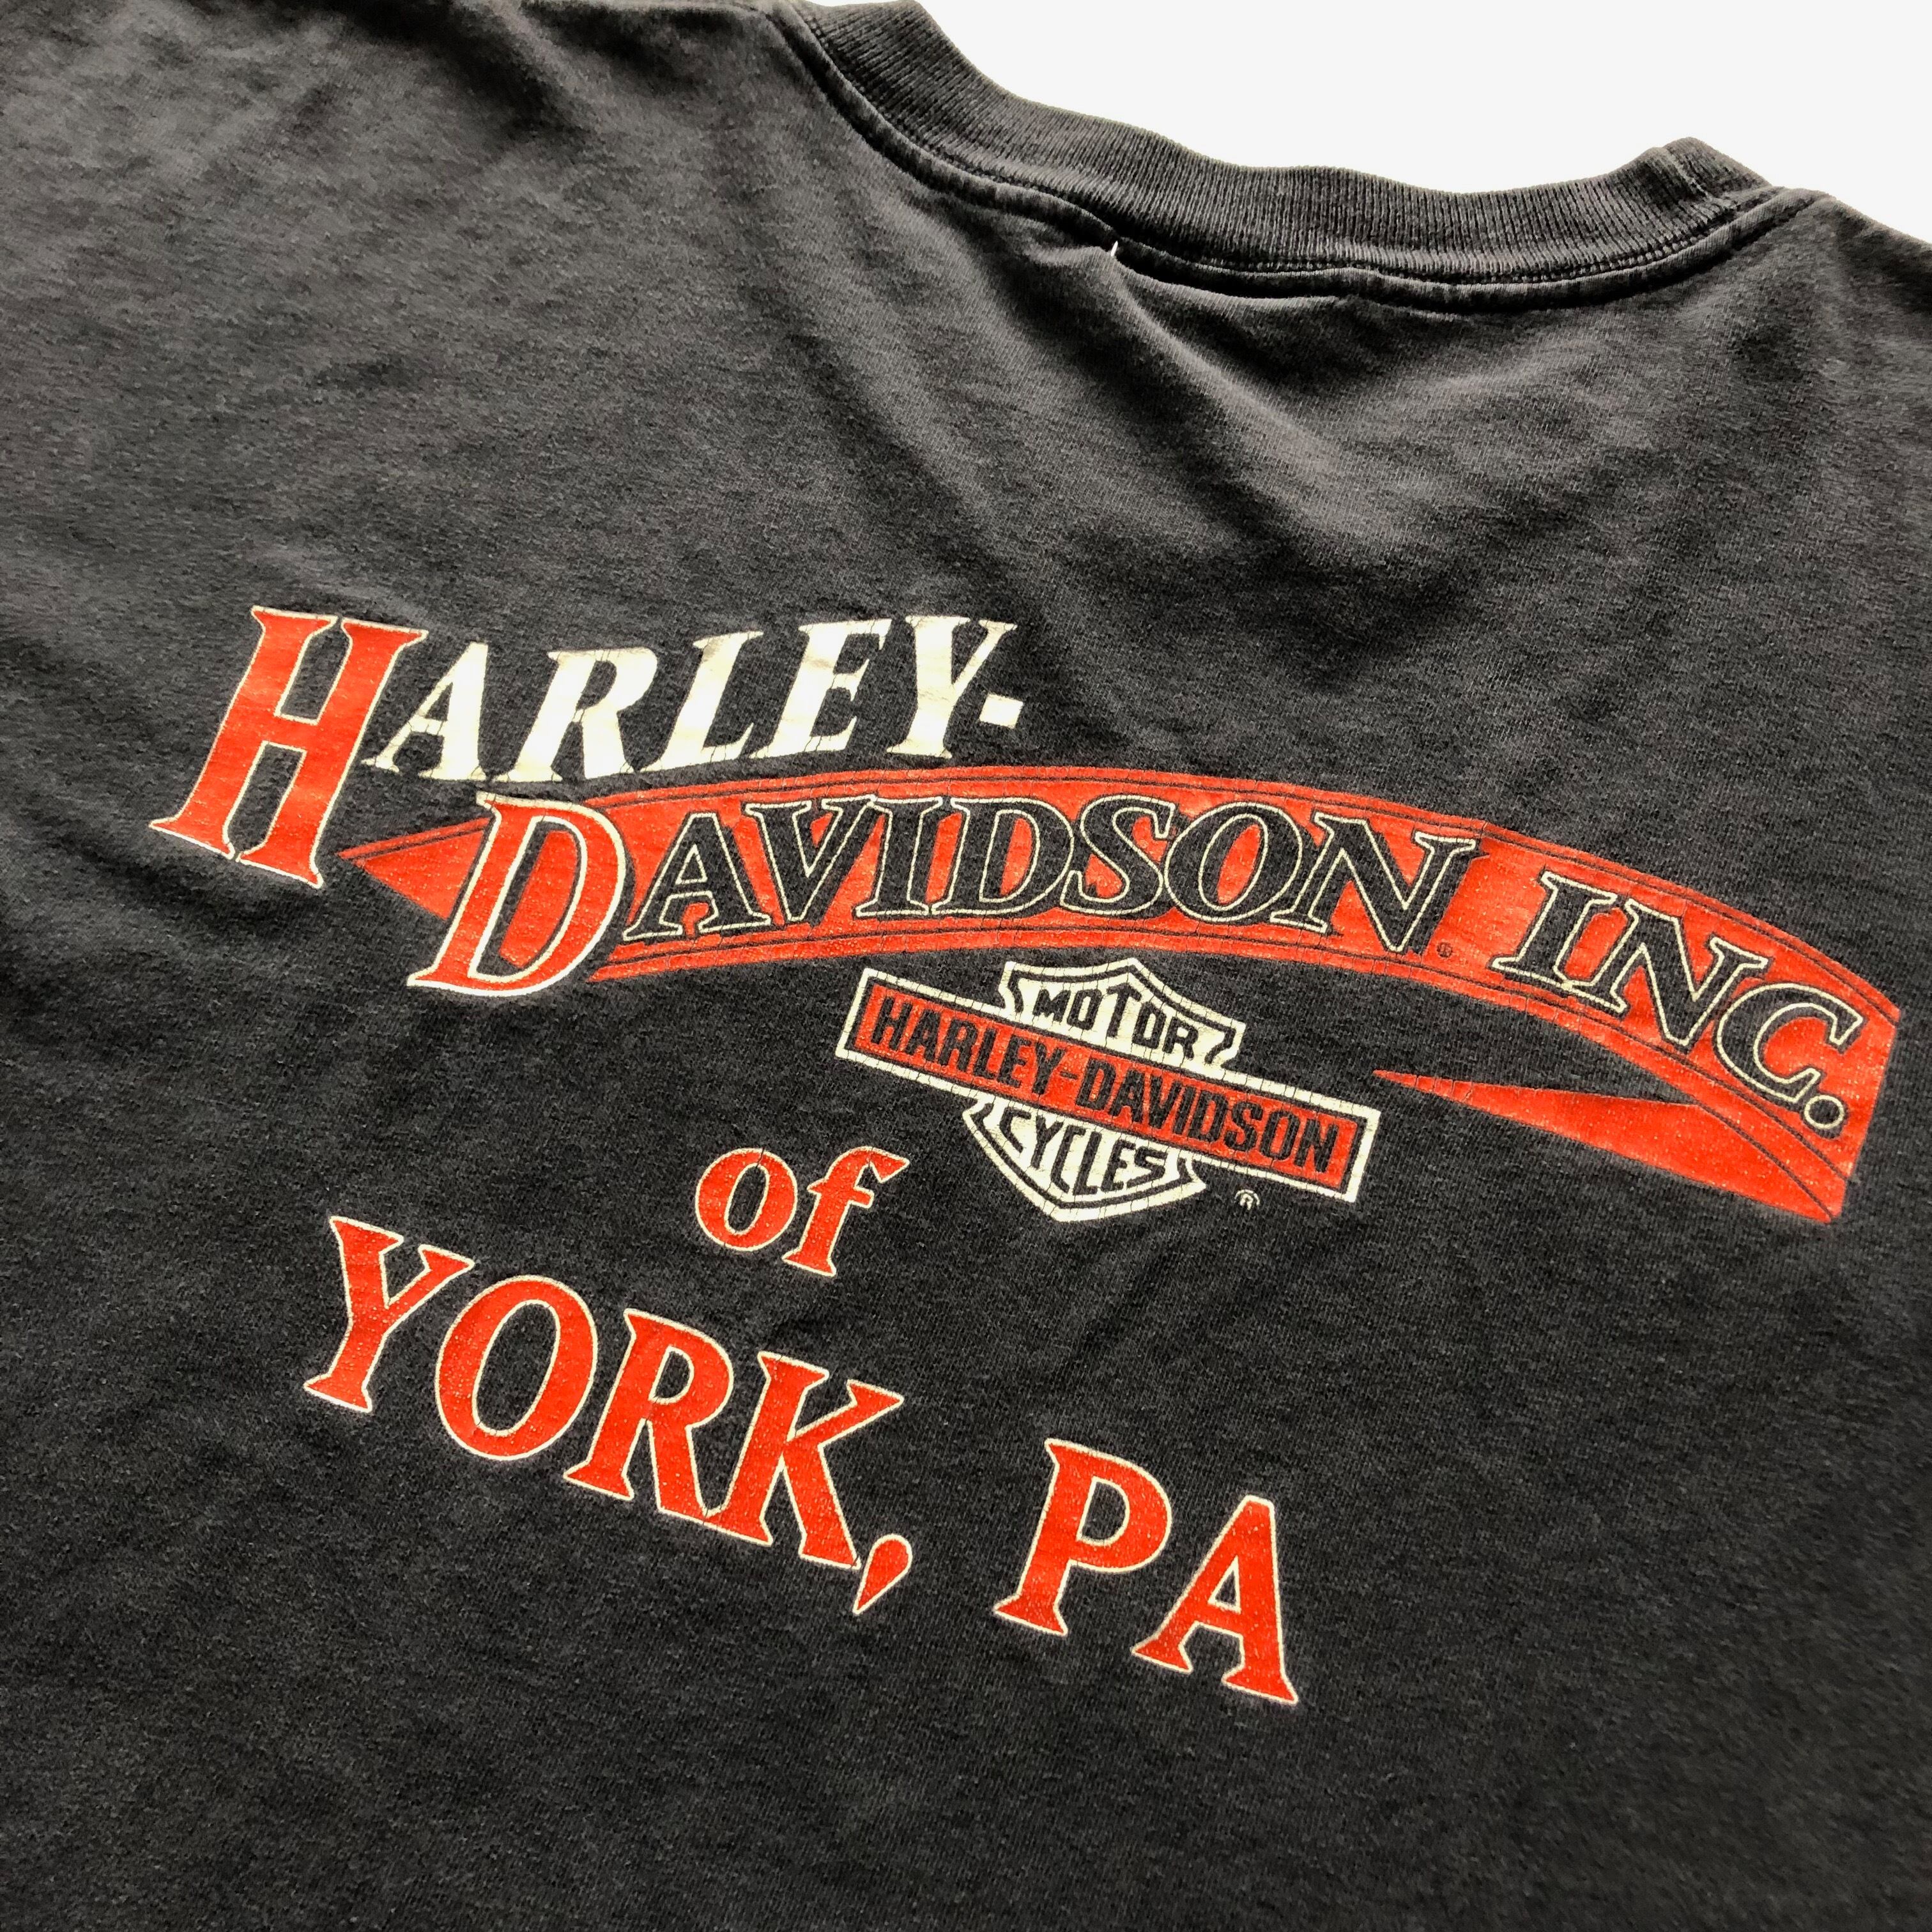 HARLEY-
DAVIDSON® INC.
MOTOR
HARLEY-DAVIDSON
CYCLES
®
of
YORK, PA